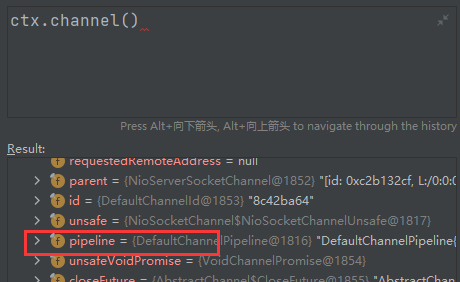 ctx.channel()
Press Alt+向下箭头, Alt+向上箭头 to navigate through the history
Result:
requestedRemoteAddress = null
parent = {NioServerSocketChannel@1852} "[id: 0xc2b132cf, L:/0:0:0
id = {DefaultChannelId@1853} "8c42ba64"
unsafe = {NioSocketChannel$NioSocketChannelUnsafe@1817}
pipeline = {DefaultChannelPipeline@1816} "DefaultChannelPipeline{
unsafeVoidPromise = {VoidChannelPromise@1854}
closeFuture = {AbstractChannel$CloseFuture@1855} "AbstractChan